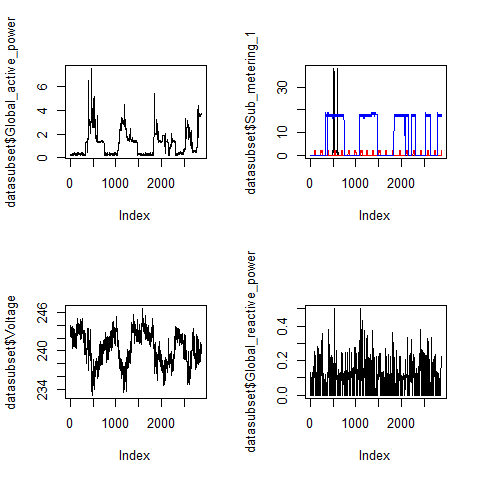 datasubset$Global_active_power
6
4
2
0
0 1000 2000
Index
datasubset$Sub_metering_1
30
10
0
0 1000 2000
Index
datasubset$Voltage
246
240
234
0 1000 2000
Index
datasubset$Global_reactive_power
0.4
0.2
0.0
0 1000 2000
Index